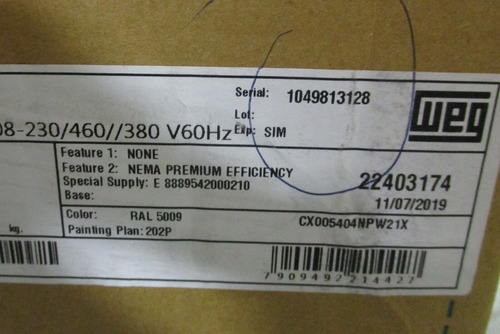 Serial: 1049813128
weg
Lot:
08-230/460//380 V60Hz Exp: SIM
Feature 1: NONE
Feature 2: NEMA PREMIUM EFFICIENCY
Special Supply: E 8889542000210
22403174
Base:
11/07/2019
Color: RAL 5009
CX005404NPW21X
kg.
Painting Plan: 202P
7909492214427